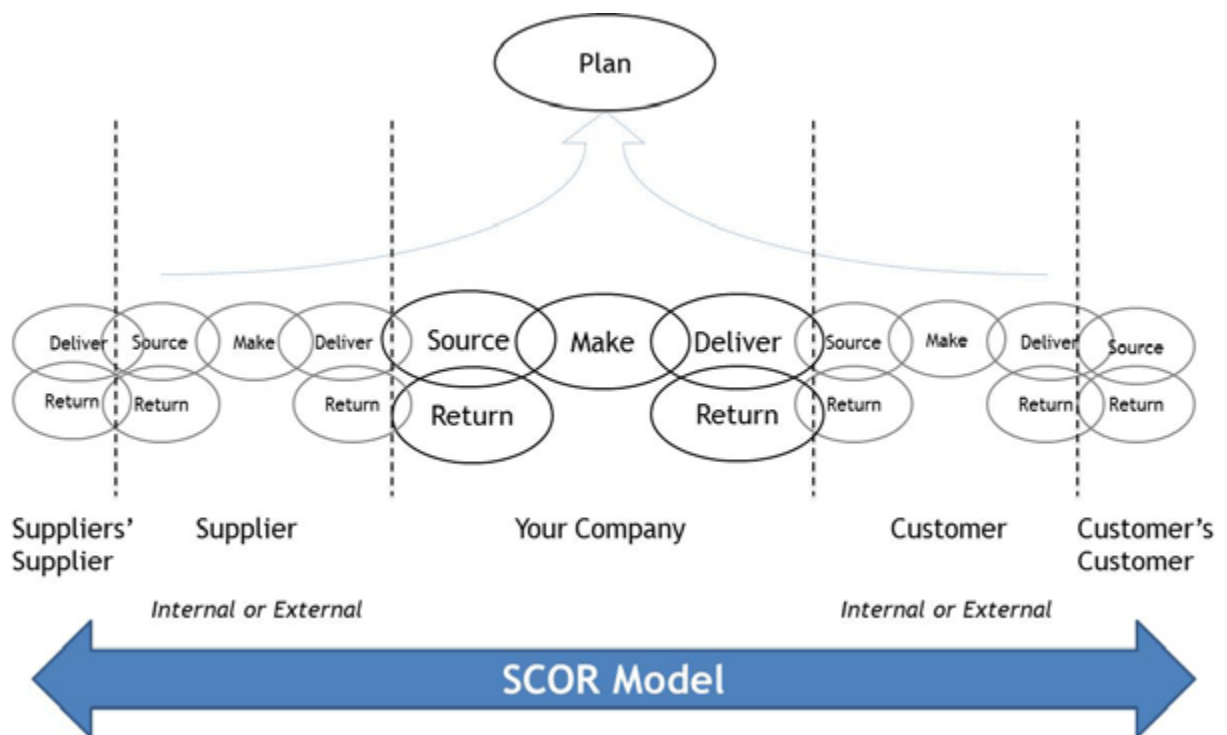 Plan
Deliver Source Make Deliver Source Make Deliver Source Make Deliver Source
Return Return Return Return Return Return Return Return
Suppliers’ Supplier Your Company Customer Customer's
Supplier Customer
Internal or External Internal or External
SCOR Model